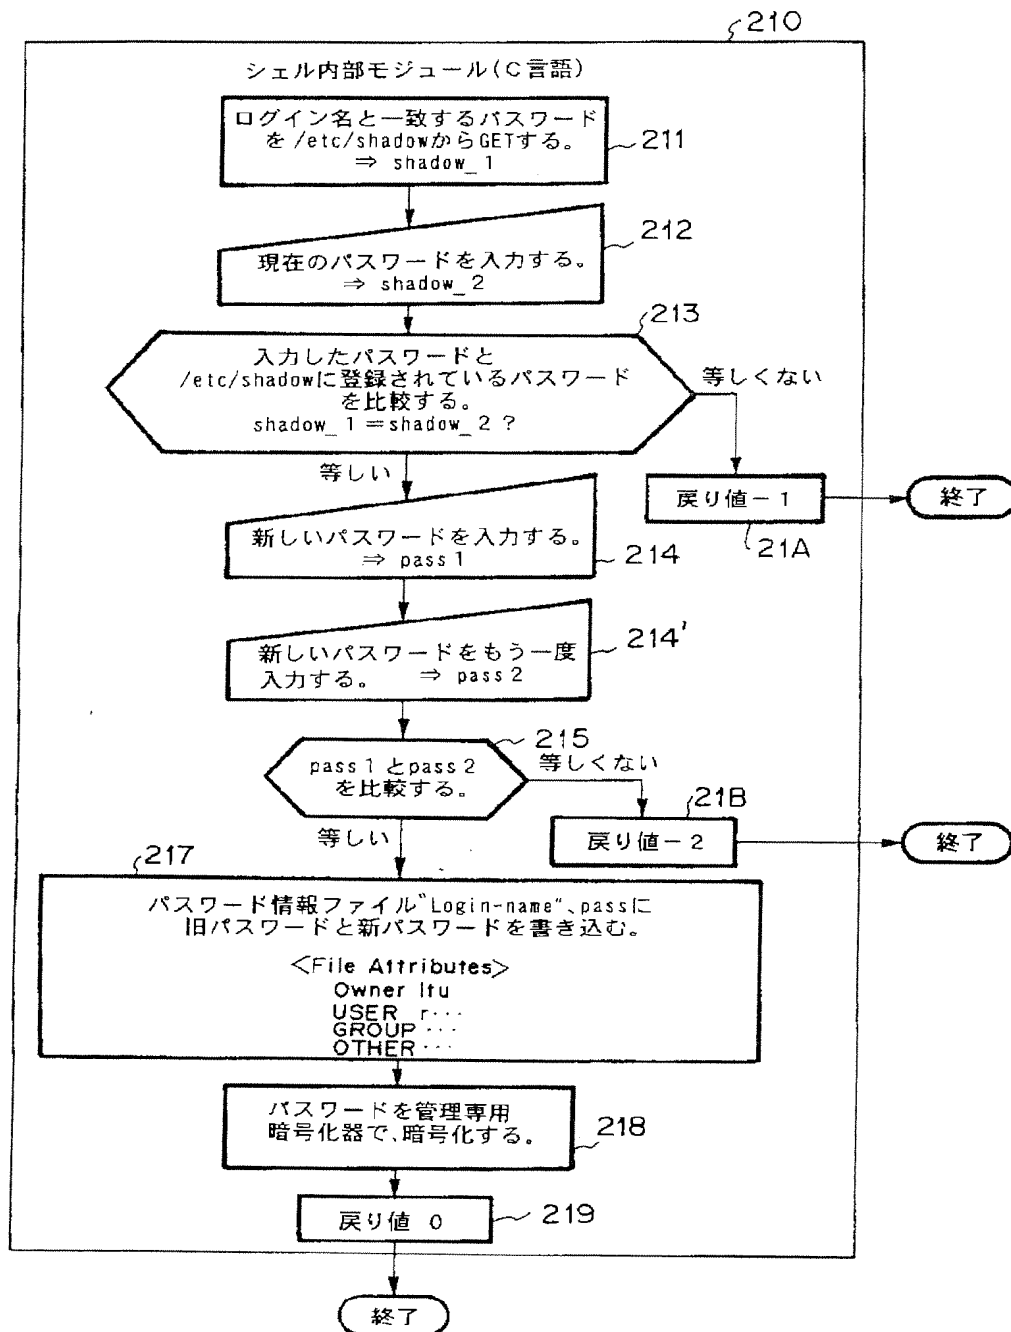 210
シェル内部モジュール(C言語)
ログイン名と一致するパスワード
を /etc/shadowからGETする。
⇒ shadow_1
211
212
現在のパスワードを入力する。
⇒ shadow_2
213
入力したパスワードと
/etc/shadowに登録されているパスワード
を比較する。
shadow_1=shadow_2?
等しくない
等しい
戻り値-1
終了
21A
新しいパスワードを入力する。
⇒ pass1
214
新しいパスワードをもう一度
入力する。 ⇒ pass2
214'
215
pass1とpass2
を比較する。
等しくない
21B
等しい
戻り値-2
終了
217
パスワード情報ファイル"Login-name"、passに
旧パスワードと新パスワードを書き込む。
<File Attributes>
Owner ltu
USER r···
GROUP ···
OTHER ···
パスワードを管理専用
暗号化器で、暗号化する。
218
戻り値 0
219
終了